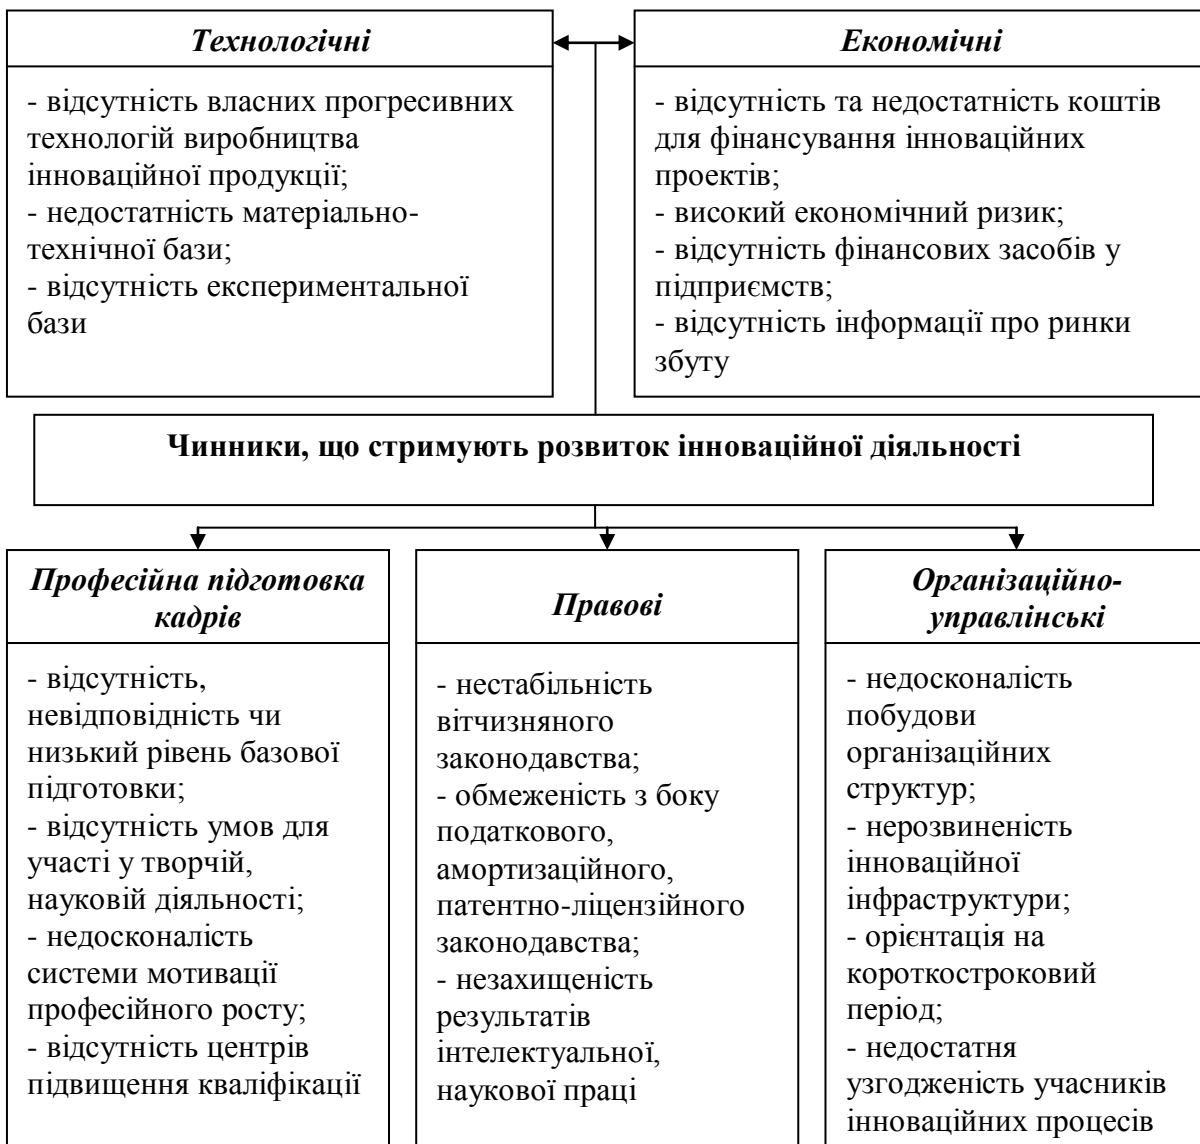 Технологічні
- відсутність власних прогресивних
технологій виробництва
інноваційної продукції;
- недостатність матеріально-
технічної бази;
- відсутність експериментальної
бази
Економічні
- відсутність та недостатність коштів
для фінансування інноваційних
проектів;
- високий економічний ризик;
- відсутність фінансових засобів у
підприємств;
- відсутність інформації про ринки
збуту
Чинники, що стримують розвиток інноваційної діяльності
Професійна підготовка
кадрів
- відсутність,
невідповідність чи
низький рівень базової
підготовки;
- відсутність умов для
участі у творчій,
науковій діяльності;
- недосконалість
системи мотивації
професійного росту;
- відсутність центрів
підвищення кваліфікації
Правові
- нестабільність
вітчизняного
законодавства;
- обмеженість з боку
податкового,
амортизаційного,
патентно-ліцензійного
законодавства;
- незахищеність
результатів
інтелектуальної,
наукової праці
Організаційно-
управлінські
- недосконалість
побудови
організаційних
структур;
- нерозвиненість
інноваційної
інфраструктури;
- орієнтація на
короткостроковий
період;
- недостатня
узгодженість учасників
інноваційних процесів